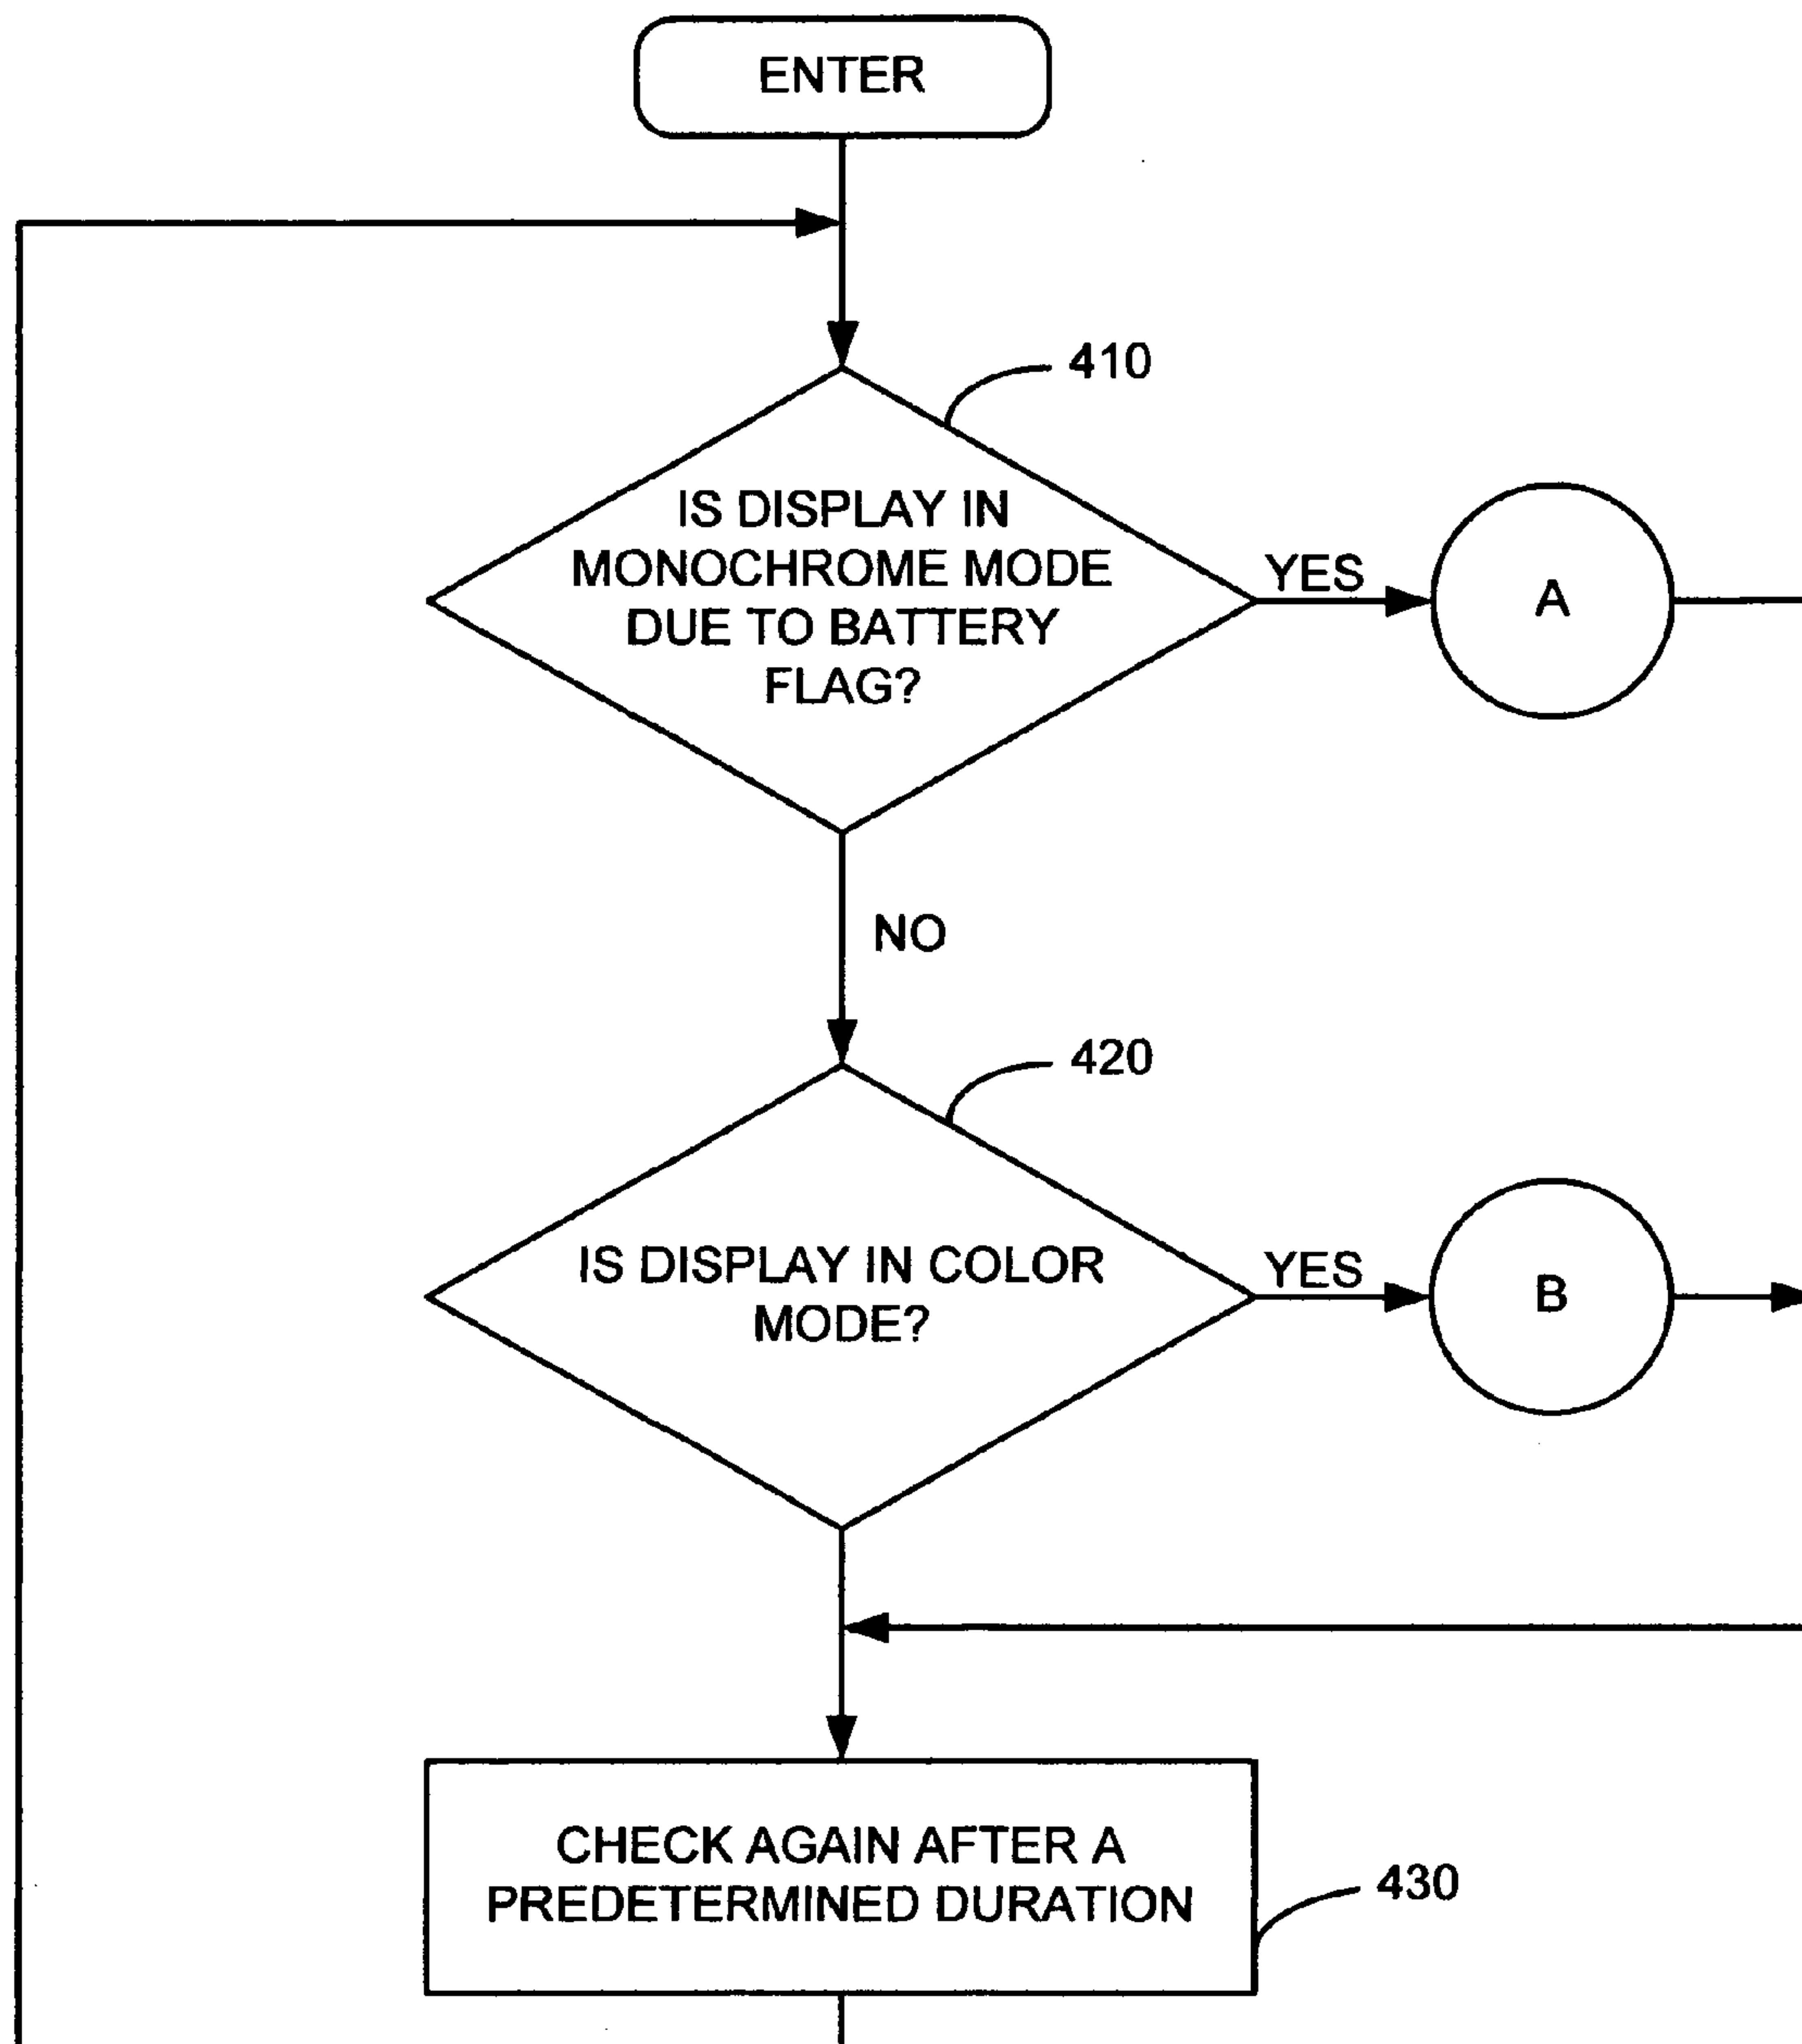 ENTER
410
IS DISPLAY IN
MONOCHROME MODE
DUE TO BATTERY
FLAG?
YES
A
NO
420
IS DISPLAY IN COLOR
MODE?
YES
B
CHECK AGAIN AFTER A
PREDETERMINED DURATION
430